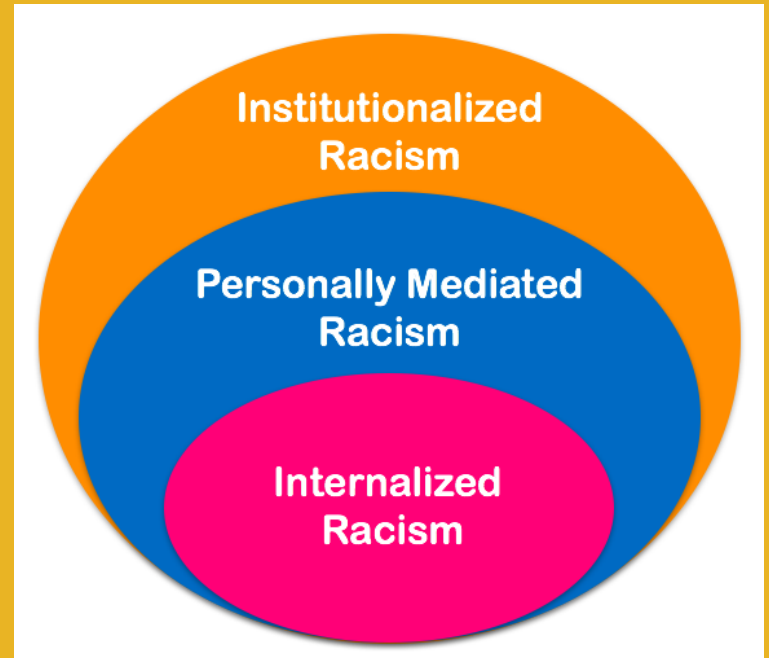 Institutionalized
Racism
Personally Mediated
Racism
Internalized
Racism